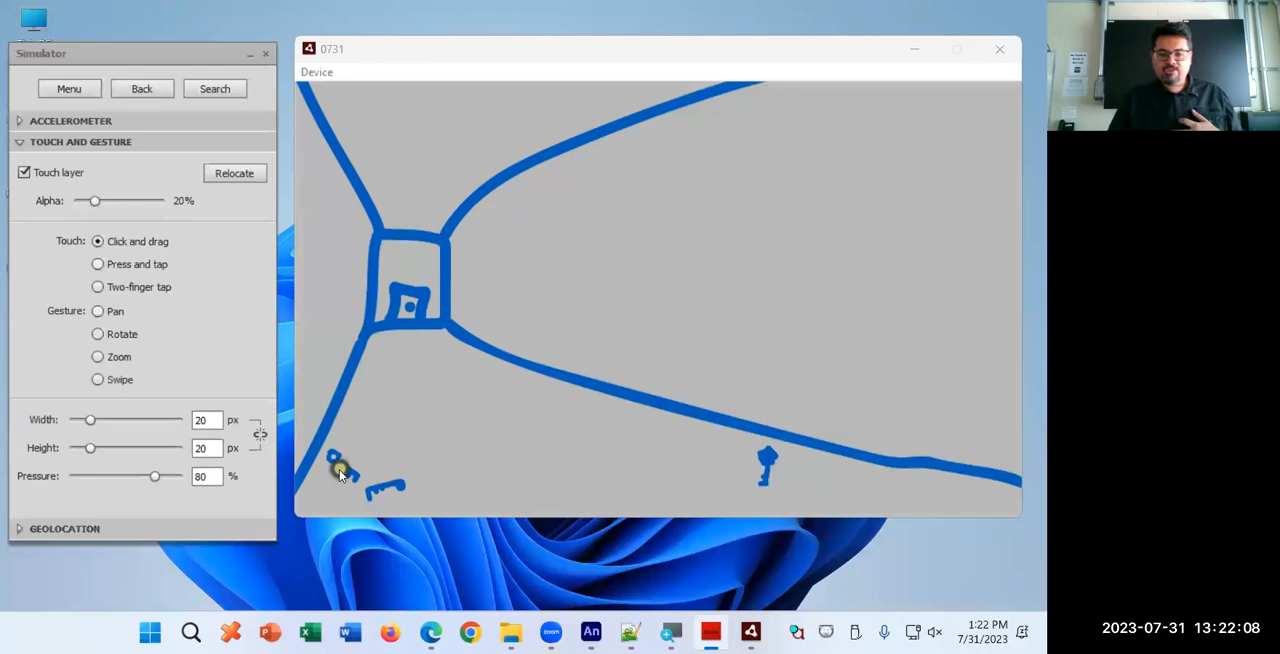 Simulator
Menu
Back
Search
ACCELEROMETER
TOUCH AND GESTURE
Touch layer
Relocate
Alpha:
20%
Touch:
Click and drag
Press and tap
Two-finger tap
Gesture:
Pan
Rotate
Zoom
Swipe
Width:
20
px
Height:
20
px
Pressure:
80
%
GEOLOCATION
0731
Device
zoom
An
1:22 PM
7/31/2023
2023-07-31 13:22:08